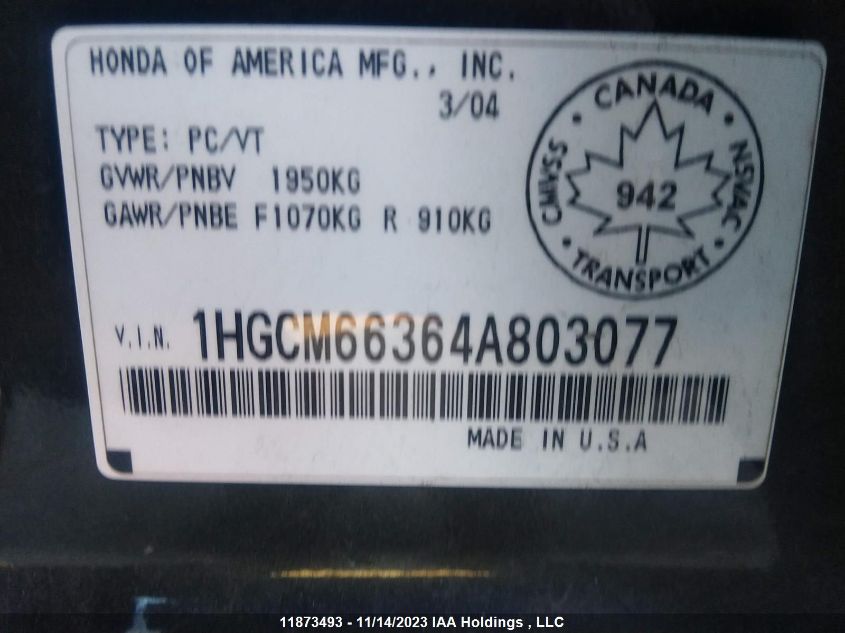 HONDA OF AMERICA MFG., INC.
3/04
TYPE: PC/VT
GVWR/PNBV 1950KG
GAWR/PNBE F1070KG R 910KG
CANADA
CMVSS • NSVAC
942
TRANSPORT
V.I.N. 1HGCM66364A803077
MADE IN U.S.A
11873493 - 11/14/2023 IAA Holdings , LLC